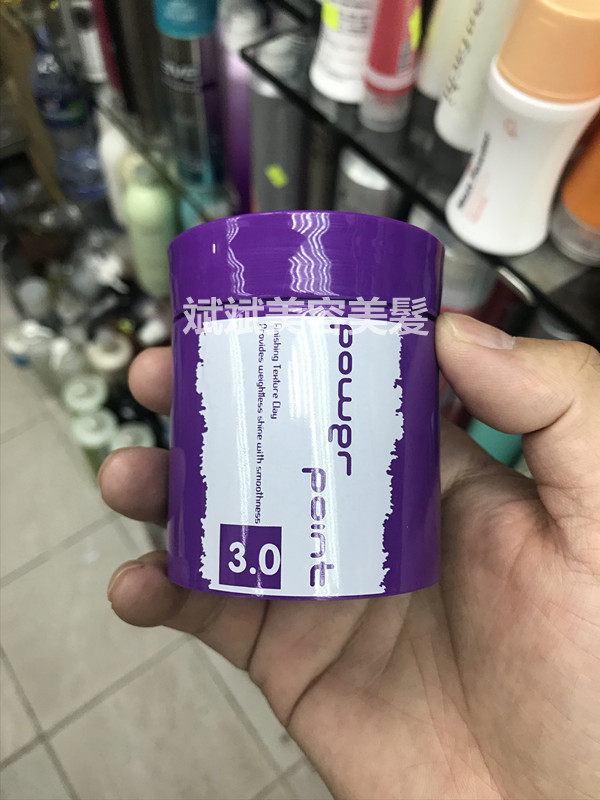 斌斌美容美髮
power
point
Finishing Texture Clay
Provides weightless shine with smoothness
3.0